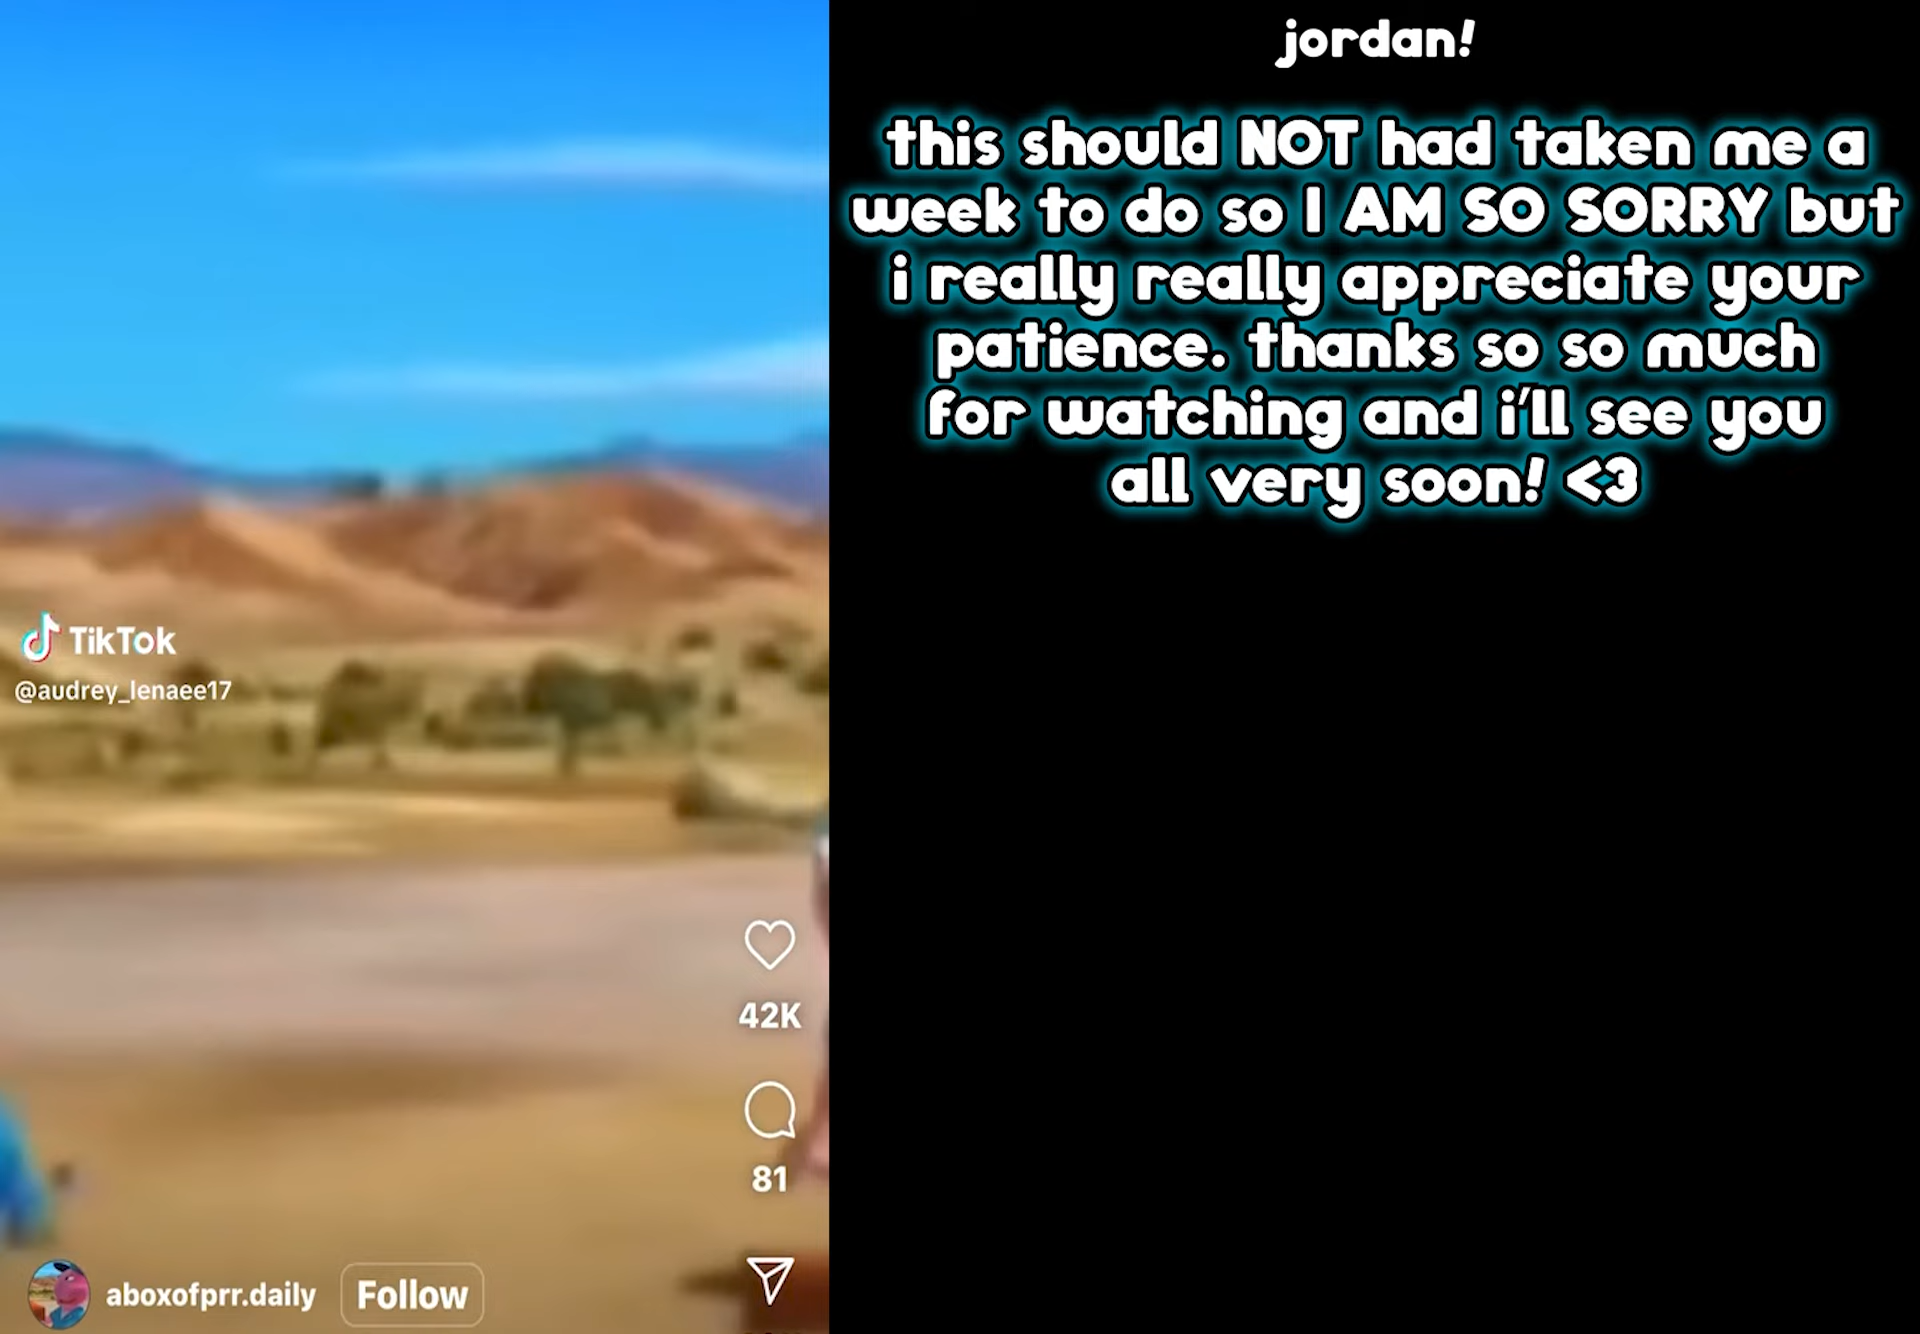 TikTok
@audrey_lenaee17
42K
81
aboxofprr.daily
Follow
jordan!
this should NOT had taken me a
week to do so I AM SO SORRY but
i really really appreciate your
patience. thanks so so much
for watching and i'll see you
all very soon! <3